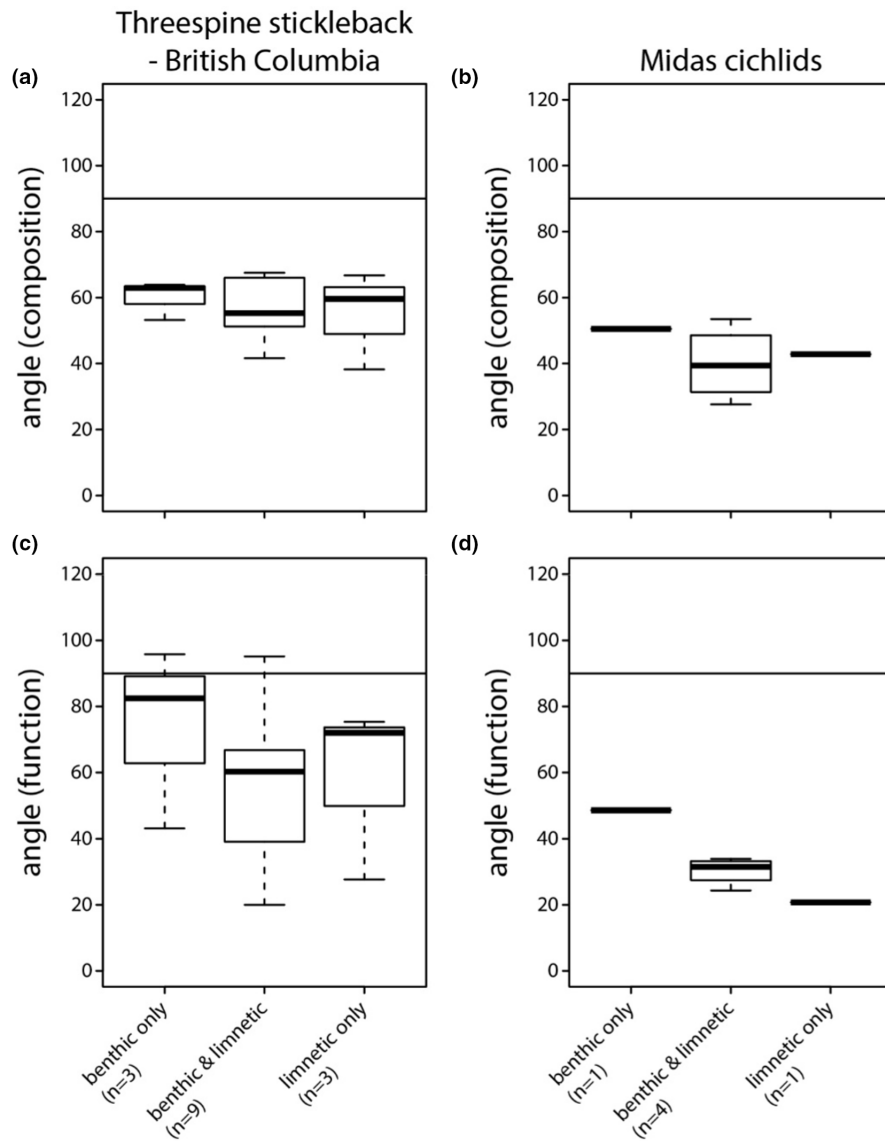 Threespine stickleback
- British Columbia
Midas cichlids
(a)
angle (composition)
120
100
80
60
40
20
0
(b)
angle (composition)
120
100
80
60
40
20
0
(c)
angle (function)
120
100
80
60
40
20
0
benthic only
(n=3)
benthic & limnetic
(n=9)
limnetic only
(n=3)
(d)
angle (function)
120
100
80
60
40
20
0
benthic only
(n=1)
benthic & limnetic
(n=4)
limnetic only
(n=1)